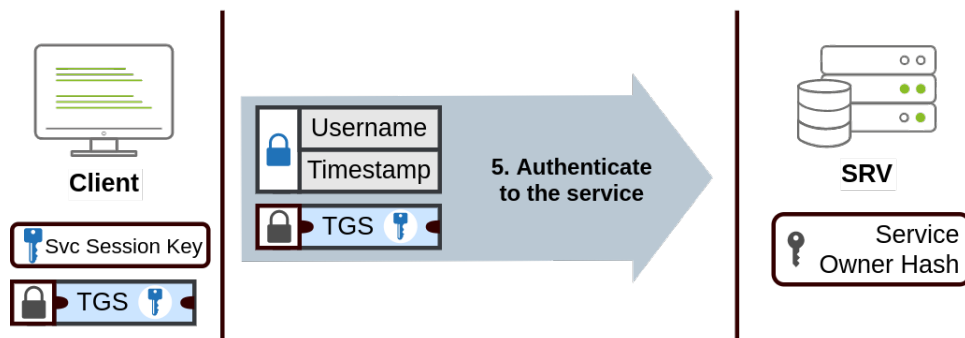 Client
Svc Session Key
TGS
Username
Timestamp
TGS
5. Authenticate
to the service
SRV
Service
Owner Hash